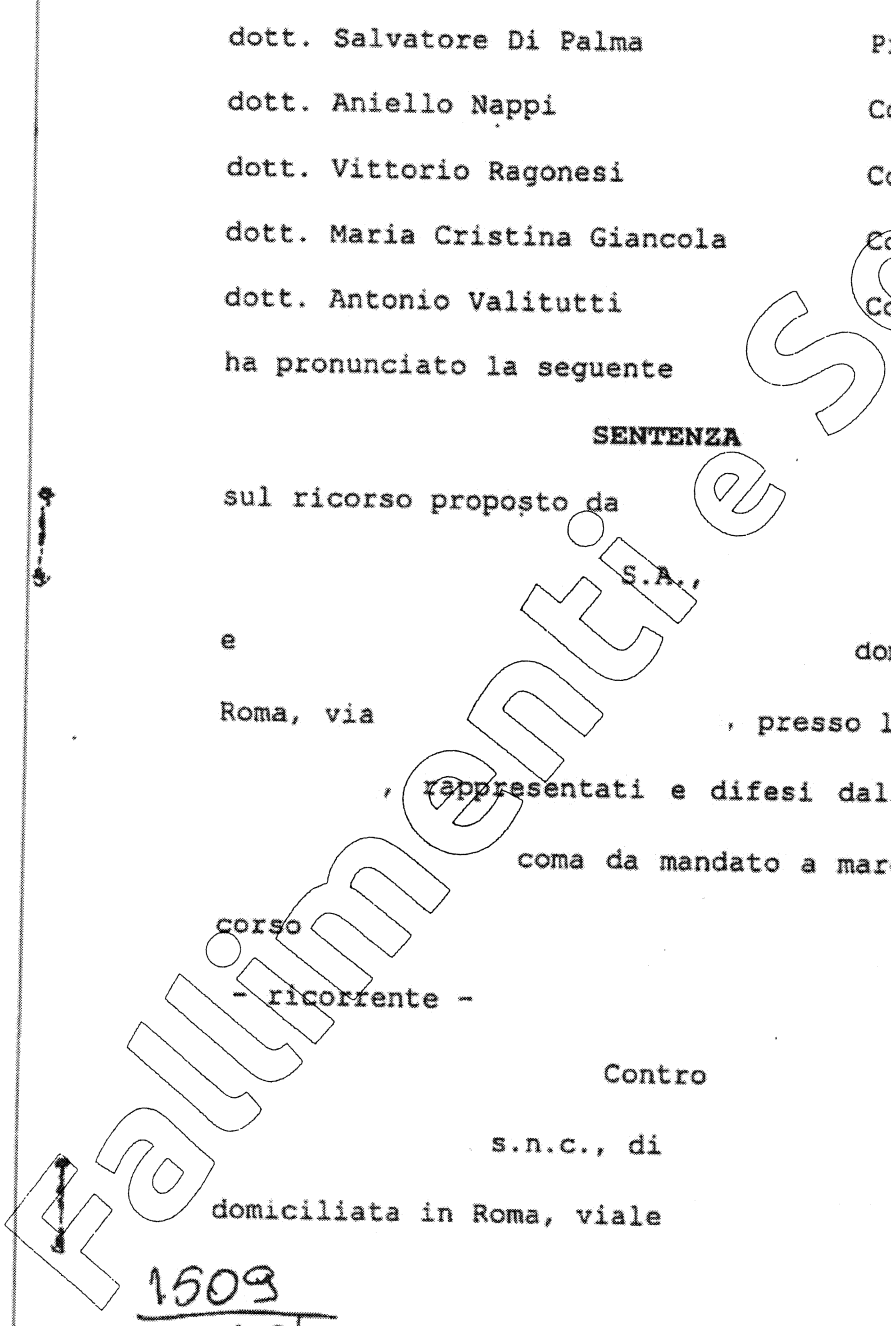 dott. Salvatore Di Palma
dott. Aniello Nappi
dott. Vittorio Ragonesi
dott. Maria Cristina Giancola
dott. Antonio Valitutti
ha pronunciato la seguente
SENTENZA
sul ricorso proposto da
S.A.,
e
Roma, via , presso
, rappresentati e difesi
coma da mandato a
corso
- ricorrente -
Contro
s.n.c., di
domiciliata in Roma, viale
1509
Fallimenti e